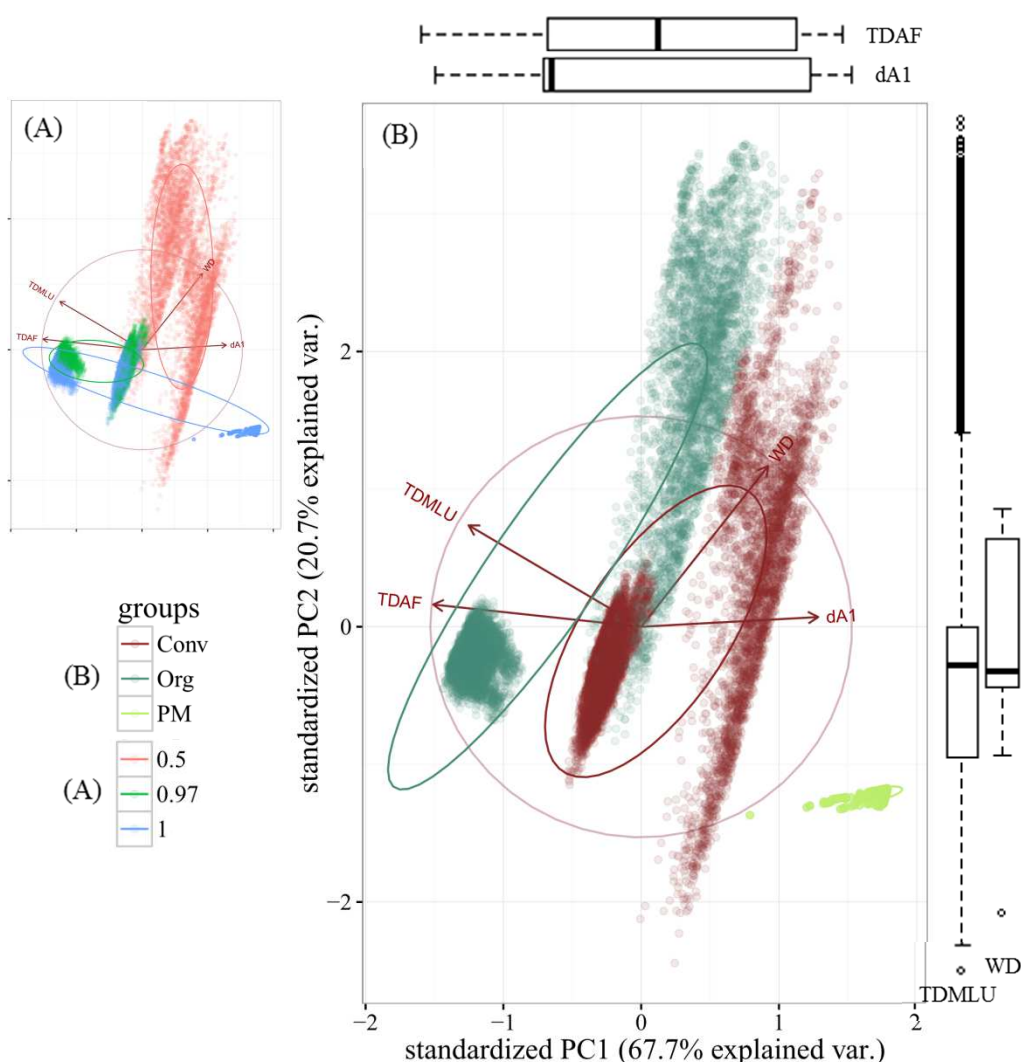 TDAF
dA1
(A)
WD
TDMLU
TDAF
dA1
(B)
WD
TDMLU
TDAF
dA1
standardized PC2 (20.7% explained var.)
2
0
−2
groups
(B)
Conv
Org
PM
(A)
0.5
0.97
1
WD
TDMLU
−2
−1
0
1
2
standardized PC1 (67.7% explained var.)